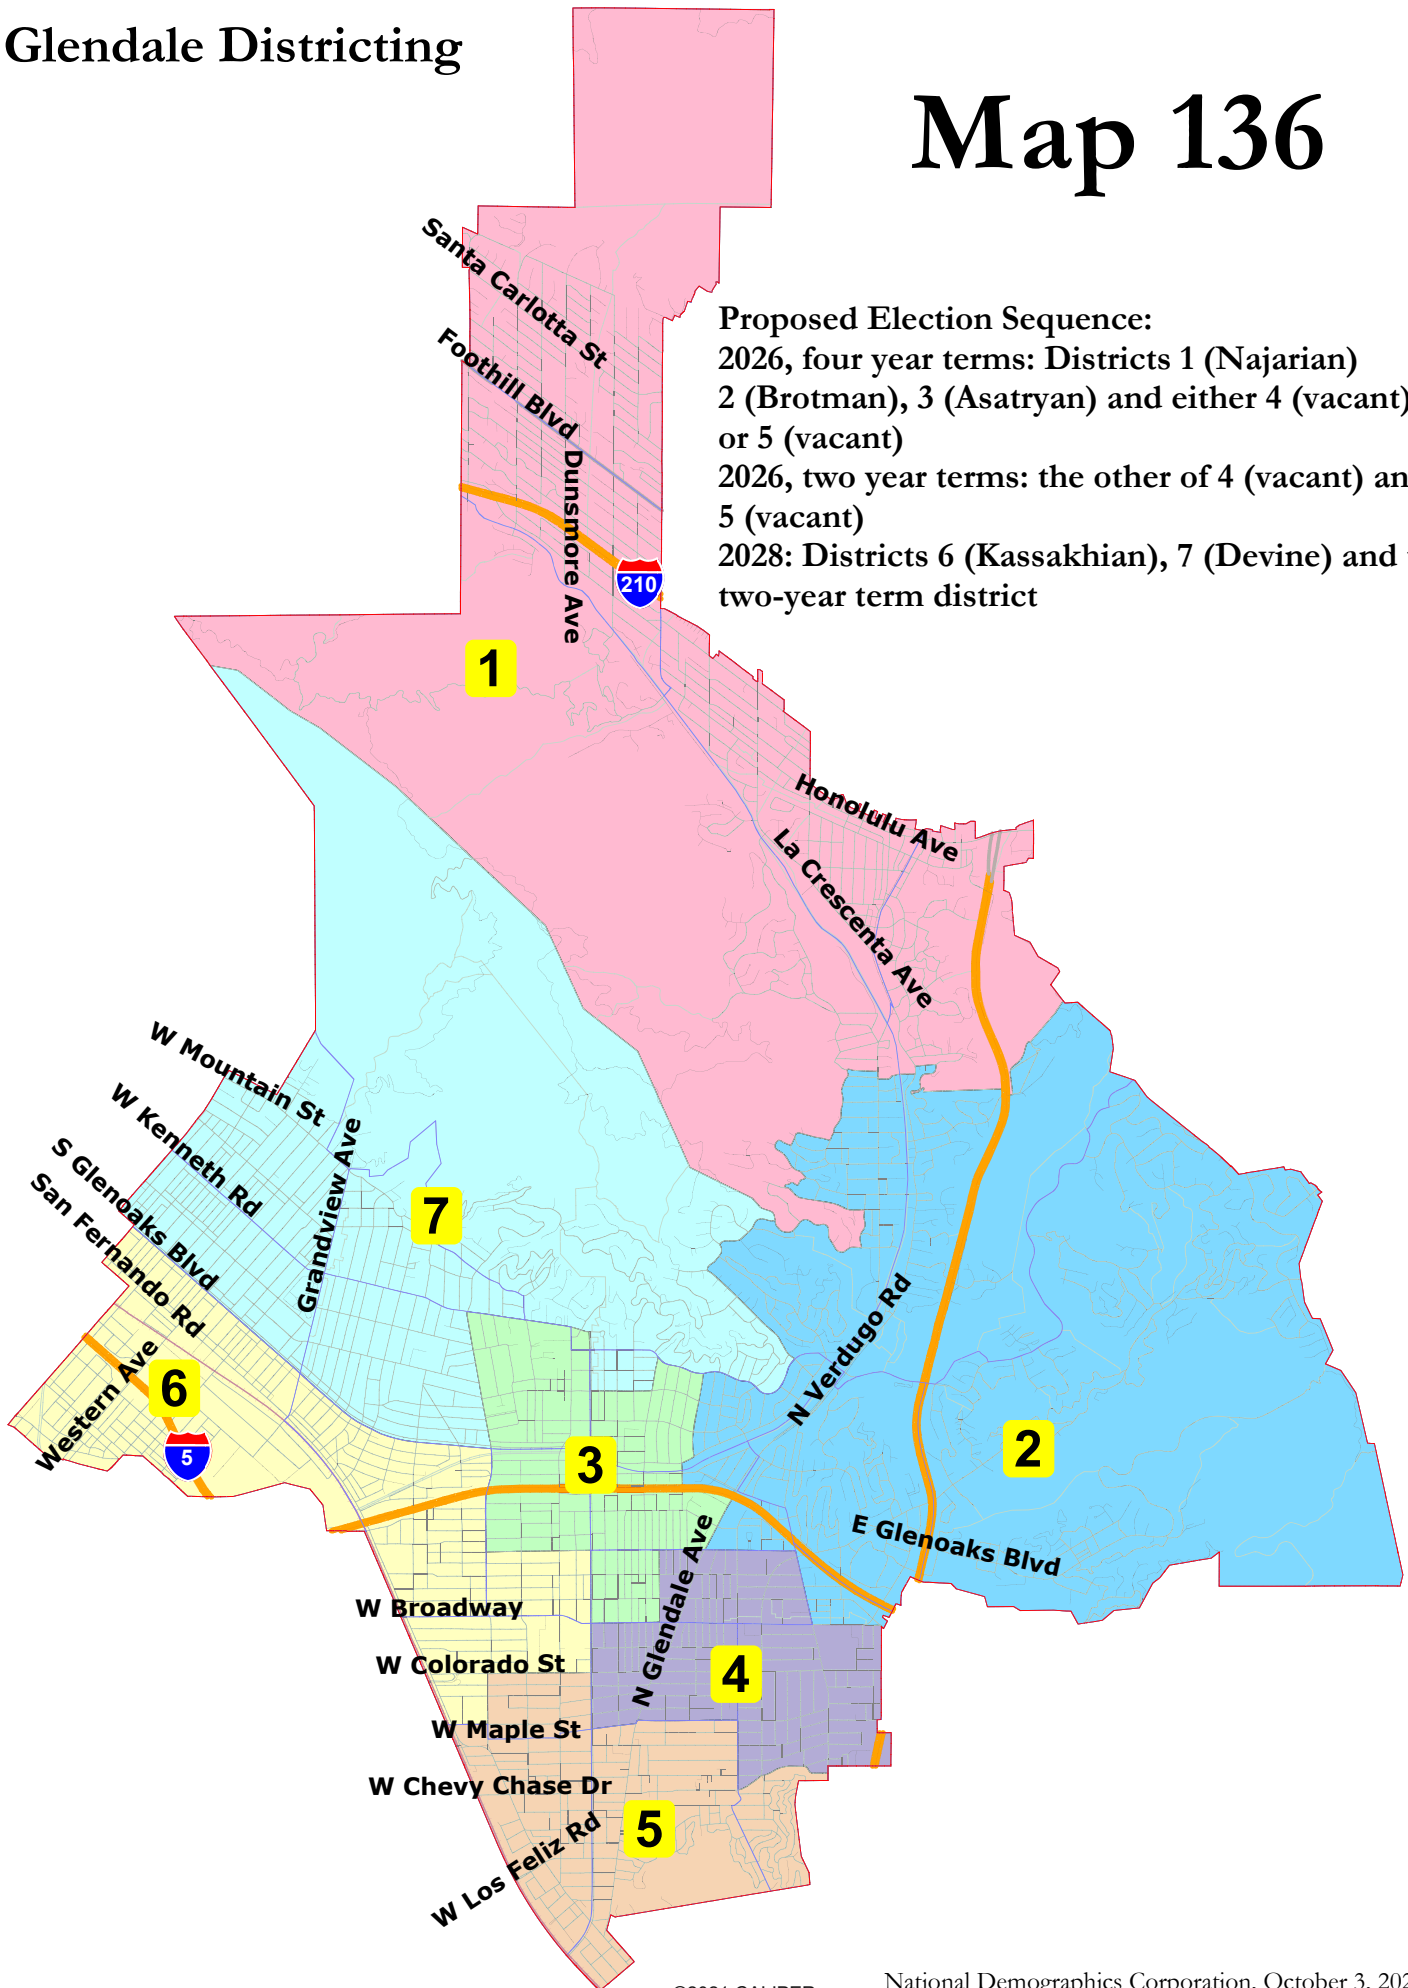 Glendale Districting
Map 136
Santa Carlotta St
Foothill Blvd
Dunsmore Ave
Proposed Election Sequence:
2026, four year terms: Districts 1 (Najarian)
2 (Brotman), 3 (Asatryan) and either 4 (vacant)
or 5 (vacant)
2026, two year terms: the other of 4 (vacant) an
5 (vacant)
2028: Districts 6 (Kassakhian), 7 (Devine) and
two-year term district
210
1
Honolulu Ave
La Crescenta Ave
W Mountain St
W Kenneth Rd
S Glenoaks Blvd
San Fernando Rd
Grandview Ave
7
Western Ave
6
5
N Verdugo Rd
2
3
E Glenoaks Blvd
N Glendale Ave
W Broadway
W Colorado St
4
W Maple St
W Chevy Chase Dr
5
W Los Feliz Rd
National Demographics Corporation, October 3, 202